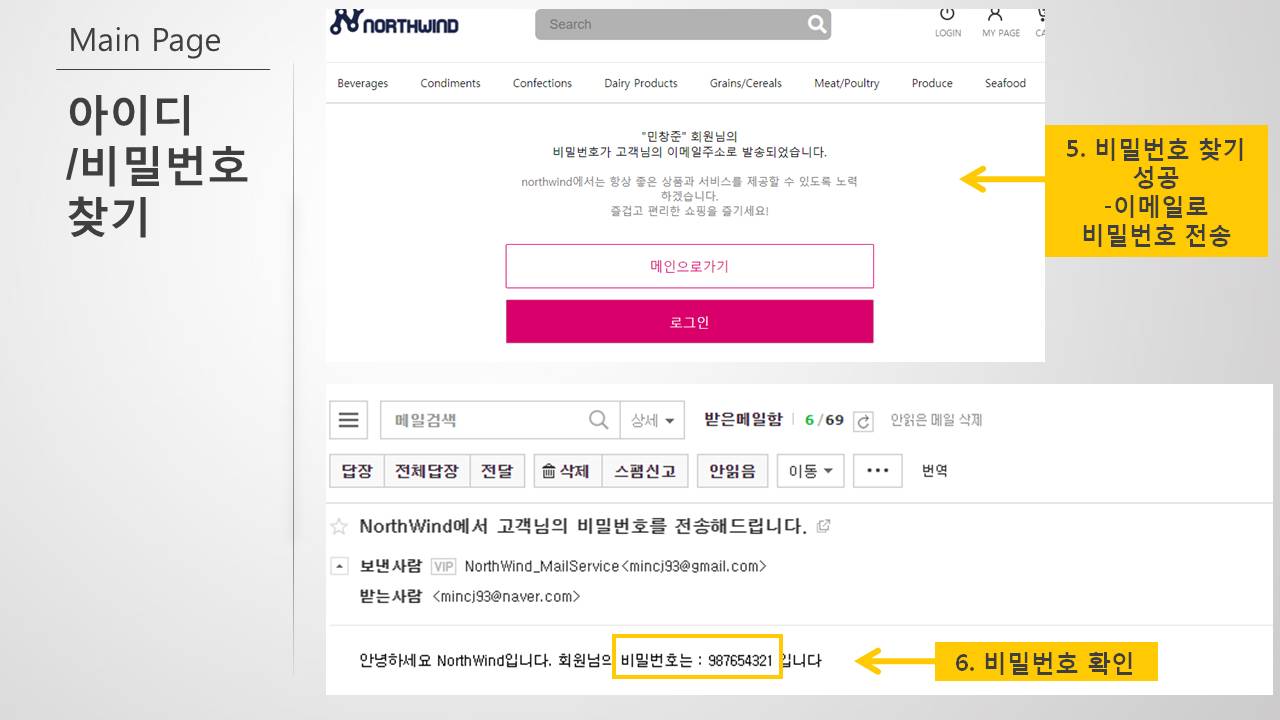 Main Page
아이디
/비밀번호
찾기
NORTHWIND
Search
LOGIN MY PAGE
Beverages Condiments Confections Dairy Products Grains/Cereals Meat/Poultry Produce Seafood
"민창준" 회원님의
비밀번호가 고객님의 이메일주소로 발송되었습니다.
northwind에서는 항상 좋은 상품과 서비스를 제공할 수 있도록 노력
하겠습니다.
즐겁고 편리한 쇼핑을 즐기세요!
메인으로가기
로그인
5. 비밀번호 찾기
성공
-이메일로
비밀번호 전송
메일검색 상세 받은메일함 6/69 안읽은 메일 삭제
답장 전체답장 전달 삭제 스팸신고 안읽음 이동 ··· 번역
NorthWind에서 고객님의 비밀번호를 전송해드립니다.
보낸사람 VIP NorthWind_MailService<mincj93@gmail.com>
받는사람 <mincj93@naver.com>
안녕하세요 NorthWind입니다. 회원님의 비밀번호는 : 987654321 입니다
6. 비밀번호 확인